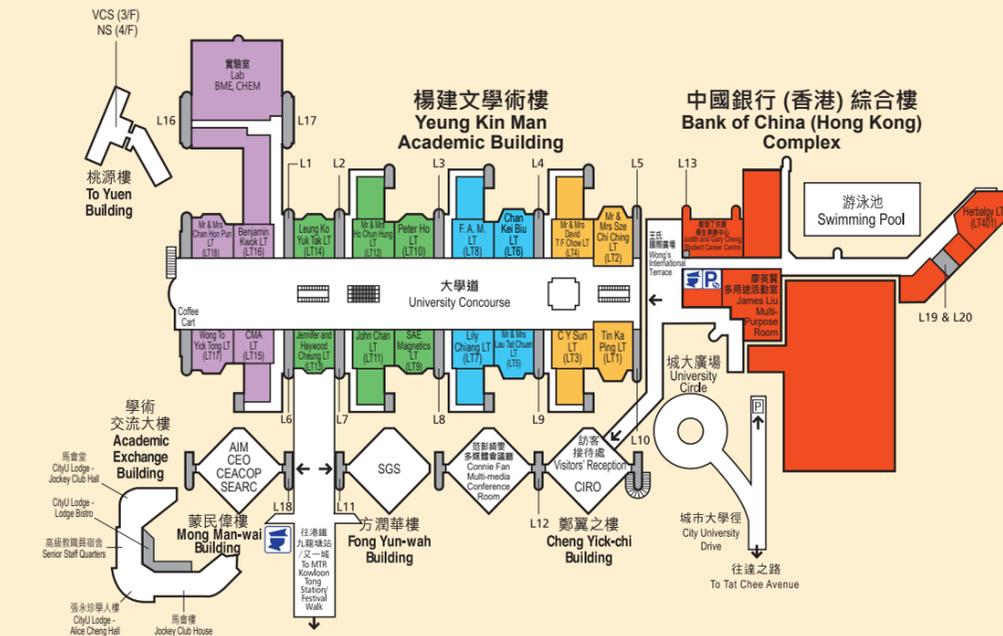 VCS (3/F)
NS (4/F)
桃源樓
To Yuen
Building
實驗室
Lab
BME, CHEM
L16
L17
楊建文學術樓
Yeung Kin Man
Academic Building
中國銀行 (香港) 綜合樓
Bank of China (Hong Kong)
Complex
L1
L2
L3
L4
L5
L13
游泳池
Swimming Pool
Herbalgy LT
(LT401)
L19 & L20
Mr & Mrs
Chan Hon Pun
LT
(LT18)
Benjamin
Kwok LT
(LT16)
Leung Ko
Yuk Tak LT
(LT14)
Mr & Mrs
Ho Chun Hung
LT
(LT12)
Peter Ho
LT
(LT10)
F. A. M.
LT
(LT8)
Chan
Kei Biu
LT
(LT6)
Mr & Mrs
David
T F Chow LT
(LT4)
Mr &
Mrs Sze
Chi Ching
LT
(LT2)
王氏
國際廣場
Wong's
International
Terrace
Judith and Gary Cheng
Student Career Centre
P
廖英賢
多用途活動室
James Liu
Multi-
Purpose
Room
大學道
University Concourse
Coffee
Cart
Wong To
Yick Tong LT
(LT17)
CMA
LT
(LT15)
Jennifer and
Haywood
Cheung LT
(LT13)
John Chan
LT
(LT11)
SAE
Magnetics
LT
(LT9)
Lily
Chiang LT
(LT7)
Mr & Mrs
Lau Tat Chuan
LT
(LT5)
C Y Sun
LT
(LT3)
Tin Ka
Ping LT
(LT1)
L6
L7
L8
L9
L10
城大廣場
University
Circle
P
城市大學徑
City University
Drive
往達之路
To Tat Chee Avenue
AIM
CEO
CEACOP
SEARC
L18
蒙民偉樓
Mong Man-wai
Building
SGS
L11
方潤華樓
Fong Yun-wah
Building
范彭綺雯
多媒體會議廳
Connie Fan
Multi-media
Conference
Room
L12
訪客
接待處
Visitors' Reception
CIRO
鄭翼之樓
Cheng Yick-chi
Building
往港鐵
九龍塘站
/又一城
To MTR
Kowloon
Tong
Station/
Festival
Walk
學術
交流大樓
Academic
Exchange
Building
馬會堂
CityU Lodge -
Jockey Club Hall
CityU Lodge -
Lodge Bistro
高級教職員宿舍
Senior Staff Quarters
張永珍學人樓
CityU Lodge -
Alice Cheng Hall
馬會樓
Jockey Club House